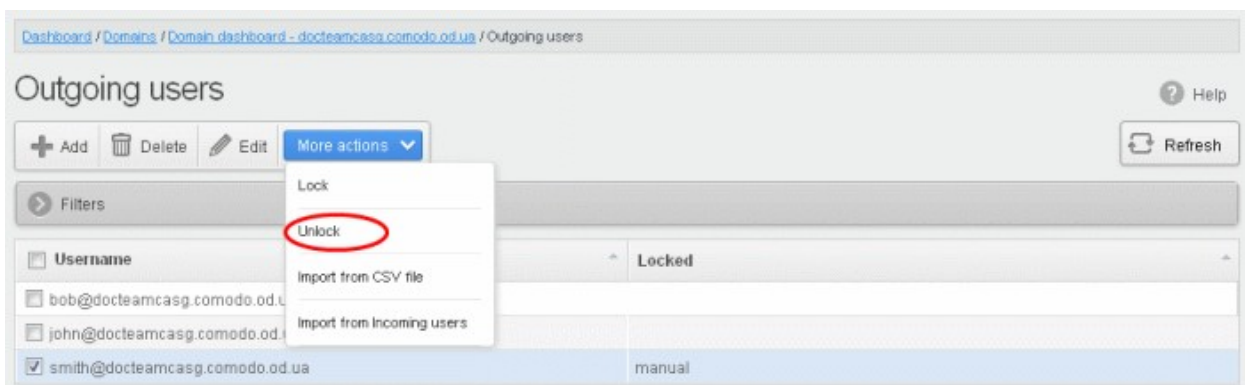 Dashboard / Domains / Domain dashboard - docteamcasg.comodo.od.ua / Outgoing users
Outgoing users
Help
Add Delete Edit More actions Refresh
Lock
Filters
Unlock
Username Locked
Import from CSV file
bob@docteamcasg.comodo.od.u
Import from Incoming users
john@docteamcasg.comodo.od.
smith@docteamcasg.comodo.od.ua manual